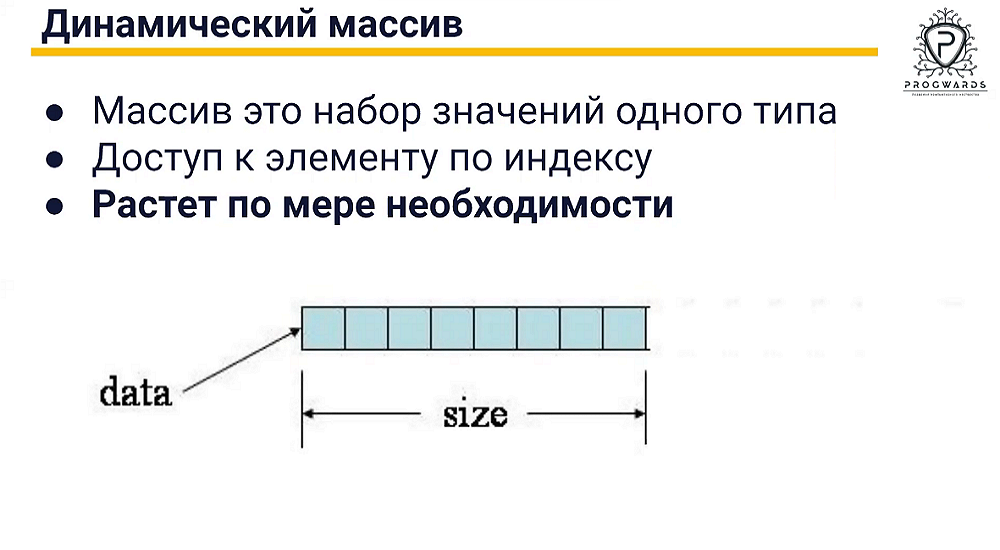 Динамический массив
PROGWARDS
● Массив это набор значений одного типа
● Доступ к элементу по индексу
● Растет по мере необходимости
data
size